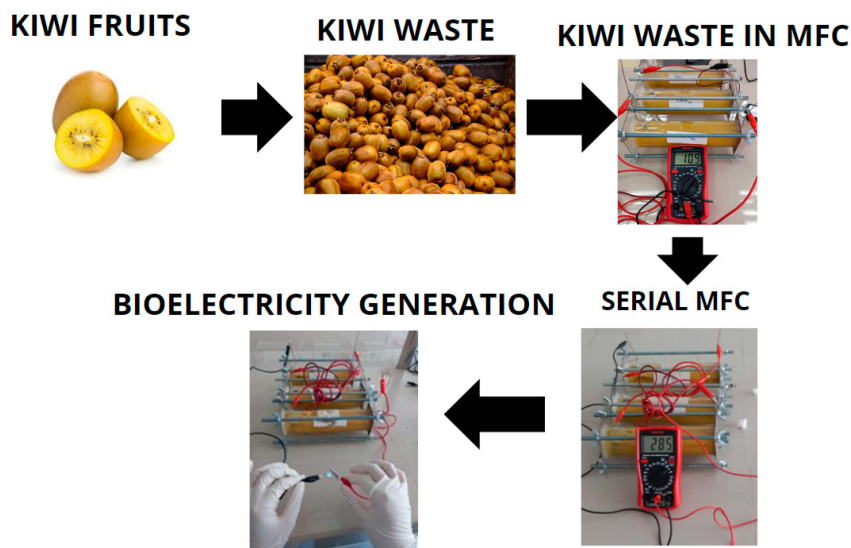 KIWI FRUITS
KIWI WASTE
KIWI WASTE IN MFC
109
SERIAL MFC
285
BIOELECTRICITY GENERATION